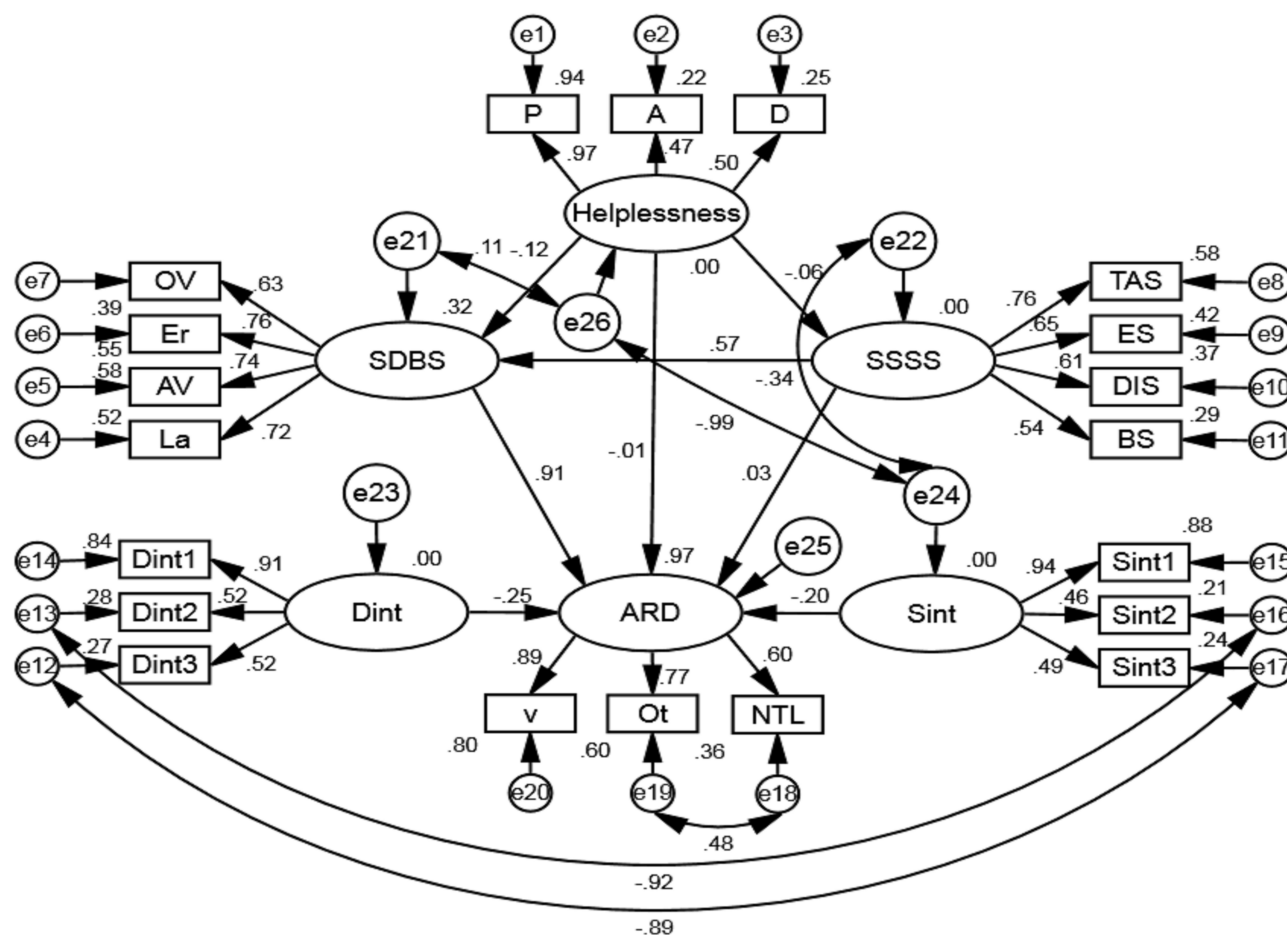 e1 e2 e3
.94 .22 .25
P A D
.97 .47 .50
Helplessness
e21 .11 -.12 .00 -.06 e22
e7 OV .63 .58 TAS e8
.39 .32 e26 .00 .76
e6 Er .76 .65 ES .42 e9
.55 SDBS .57 SSSS .37
e5 .58 AV .74 .61 DIS e10
-.34
e4 .52 La .72 -.99 .54 BS .29 e11
.91 -.01 .03
e23 e24
e25 .88
e14 .84 Dint1 .91 .00 .97 .00 .94 Sint1 e15
e13 .28 Dint2 .52 Dint -.25 ARD -.20 Sint .46 Sint2 .21 e16
e12 .27 Dint3 .52 .49 Sint3 .24 e17
.89 .77 .60
v Ot NTL
.80 .60 .36
e20 e19 e18
.48
-.92
-.89